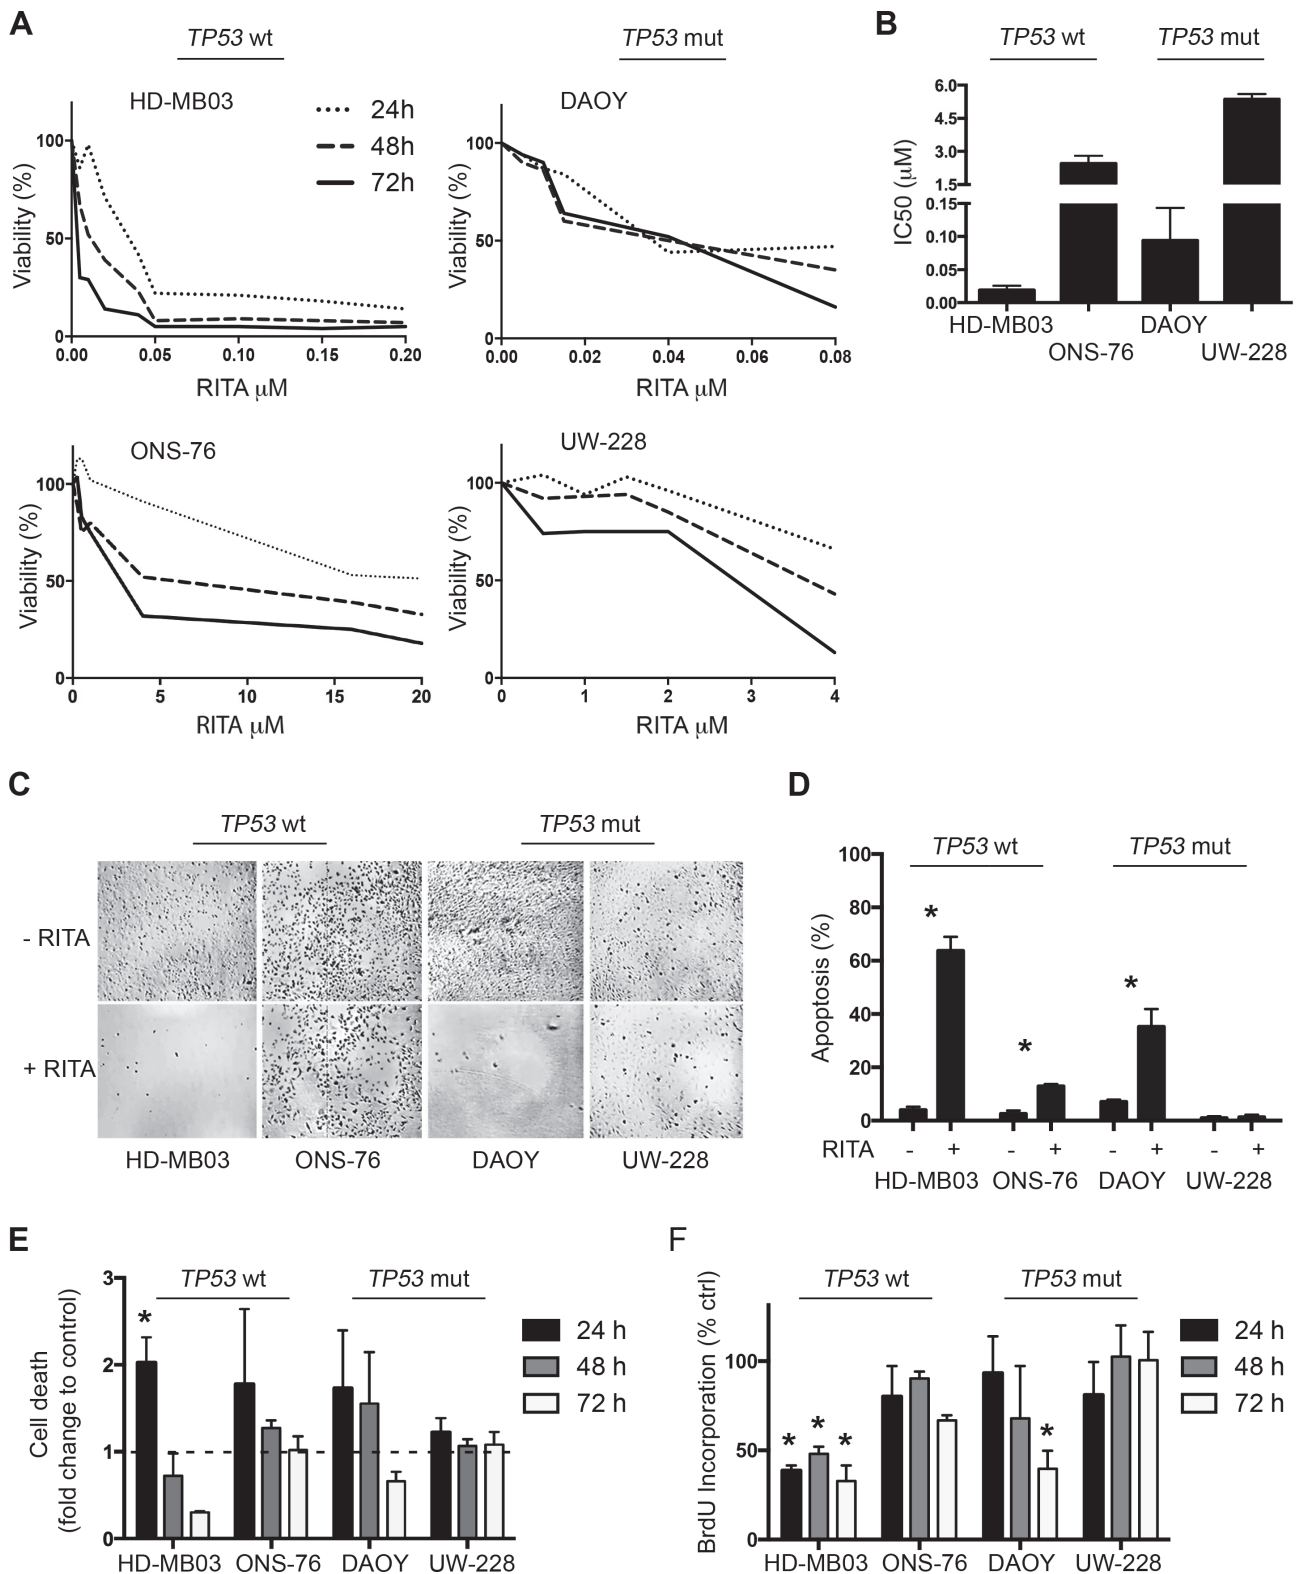 A
TP53 wt
TP53 mut
HD-MB03
24h
48h
72h
Viability (%)
100
50
0
0.00 0.05 0.10 0.15 0.20
RITA µM
DAOY
Viability (%)
100
50
0
0.00 0.02 0.04 0.06 0.08
RITA µM
ONS-76
Viability (%)
100
50
0
0 5 10 15 20
RITA µM
UW-228
Viability (%)
100
50
0
0 1 2 3 4
RITA µM
B
TP53 wt
TP53 mut
IC50 (µM)
6.0
4.5
3.0
1.5
0.15
0.10
0.05
0.00
HD-MB03 DAOY
ONS-76 UW-228
C
TP53 wt
TP53 mut
- RITA
+ RITA
HD-MB03 ONS-76 DAOY UW-228
D
TP53 wt
TP53 mut
Apoptosis (%)
100
80
60
40
20
0
*
*
*
RITA - + - + - + - +
HD-MB03 ONS-76 DAOY UW-228
E
TP53 wt
TP53 mut
Cell death
(fold change to control)
3
2
1
0
*
24 h
48 h
72 h
HD-MB03 ONS-76 DAOY UW-228
F
TP53 wt
TP53 mut
BrdU Incorporation (% ctrl)
100
50
0
* * *
*
24 h
48 h
72 h
HD-MB03 ONS-76 DAOY UW-228